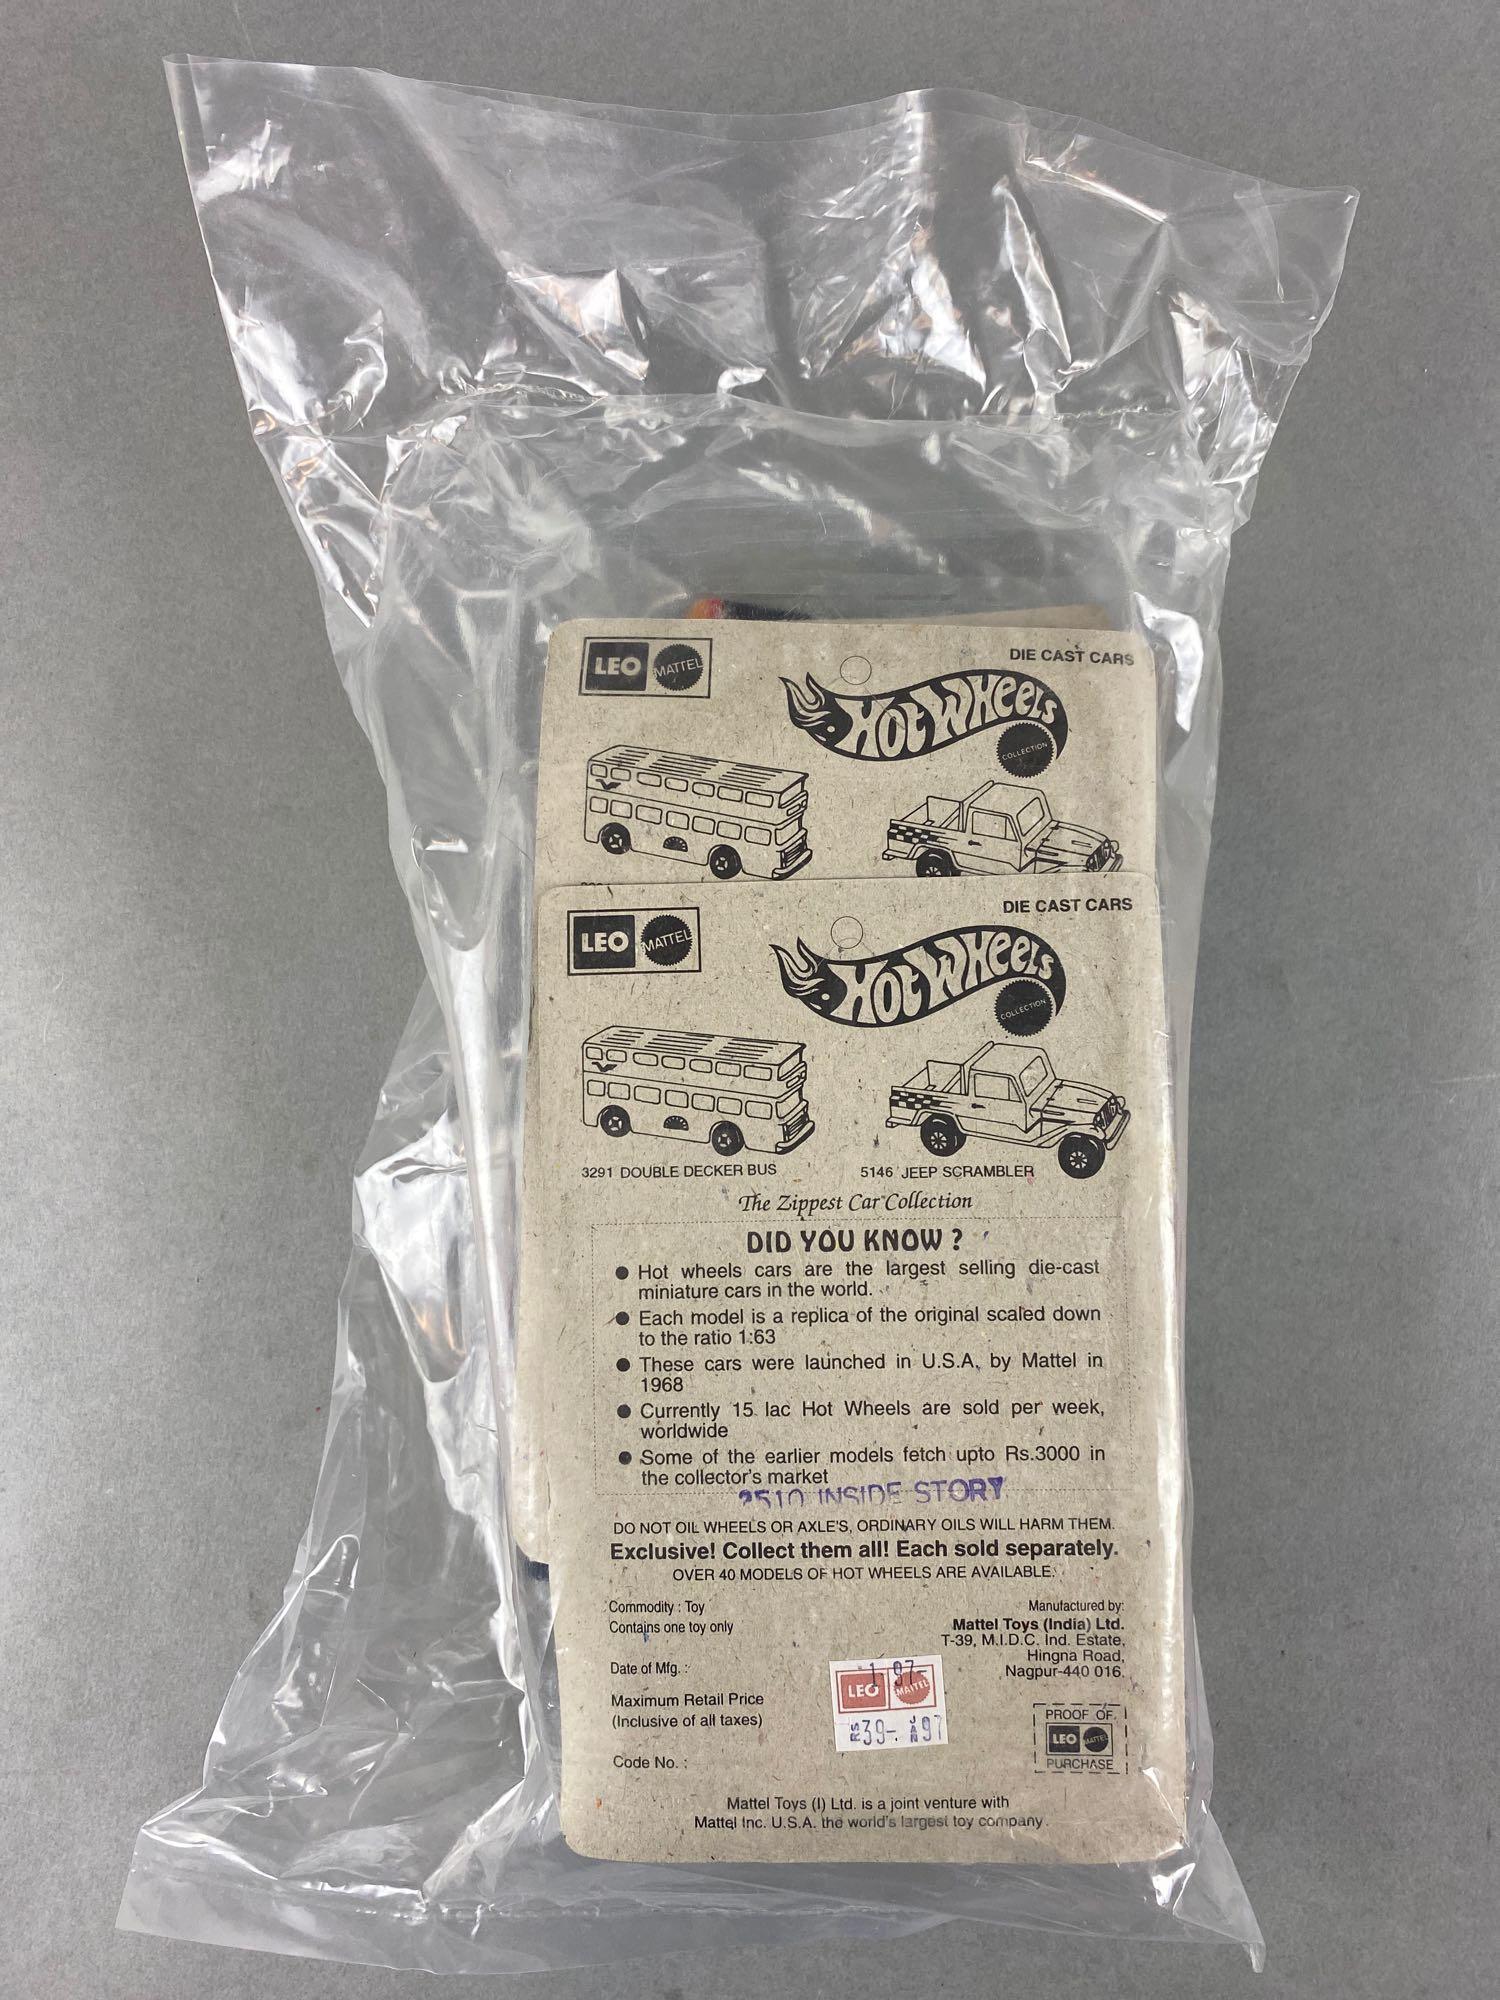 LEO MATTEL
DIE CAST CARS
HOT WHEELS
COLLECTION
LEO MATTEL
DIE CAST CARS
HOT WHEELS
COLLECTION
3291 DOUBLE DECKER BUS
5146 JEEP SCRAMBLER
The Zippest Car Collection
DID YOU KNOW ?
● Hot wheels cars are the largest selling die-cast
miniature cars in the world.
● Each model is a replica of the original scaled down
to the ratio 1:63
● These cars were launched in U.S.A. by Mattel in
1968
● Currently 15 lac Hot Wheels are sold per week,
worldwide
● Some of the earlier models fetch upto Rs.3000 in
the collector's market
2510 INSIDE STORY
DO NOT OIL WHEELS OR AXLE'S, ORDINARY OILS WILL HARM THEM.
Exclusive! Collect them all! Each sold separately.
OVER 40 MODELS OF HOT WHEELS ARE AVAILABLE.
Commodity : Toy
Contains one toy only
Date of Mfg. :
Maximum Retail Price
(Inclusive of all taxes)
Code No. :
1 97
LEO MATTEL
RS 39- JAN 97
Manufactured by:
Mattel Toys (India) Ltd.
T-39, M.I.D.C. Ind. Estate,
Hingna Road,
Nagpur-440 016.
PROOF OF
LEO MATTEL
PURCHASE
Mattel Toys (I) Ltd. is a joint venture with
Mattel Inc. U.S.A. the world's largest toy company.